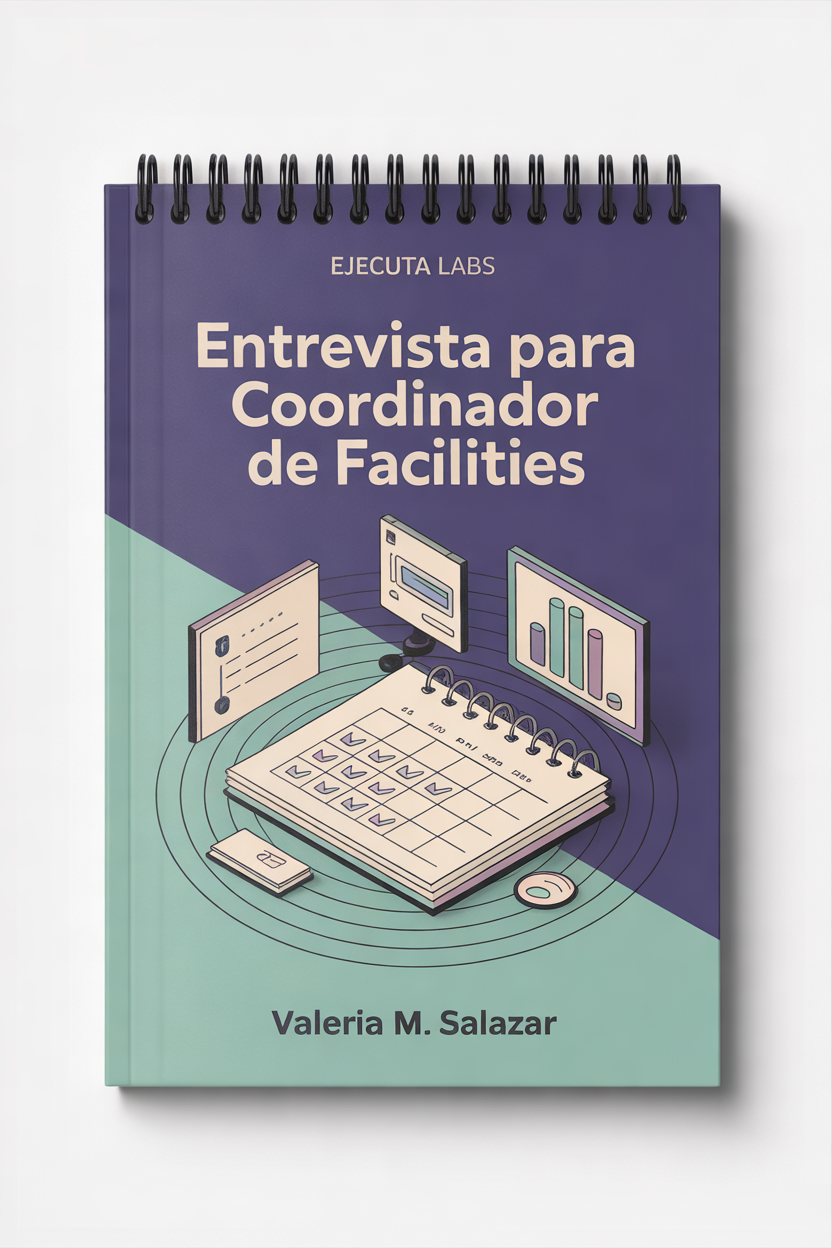 EJECUTA LABS
Entrevista para
Coordinador
de Facilities
Valeria M. Salazar